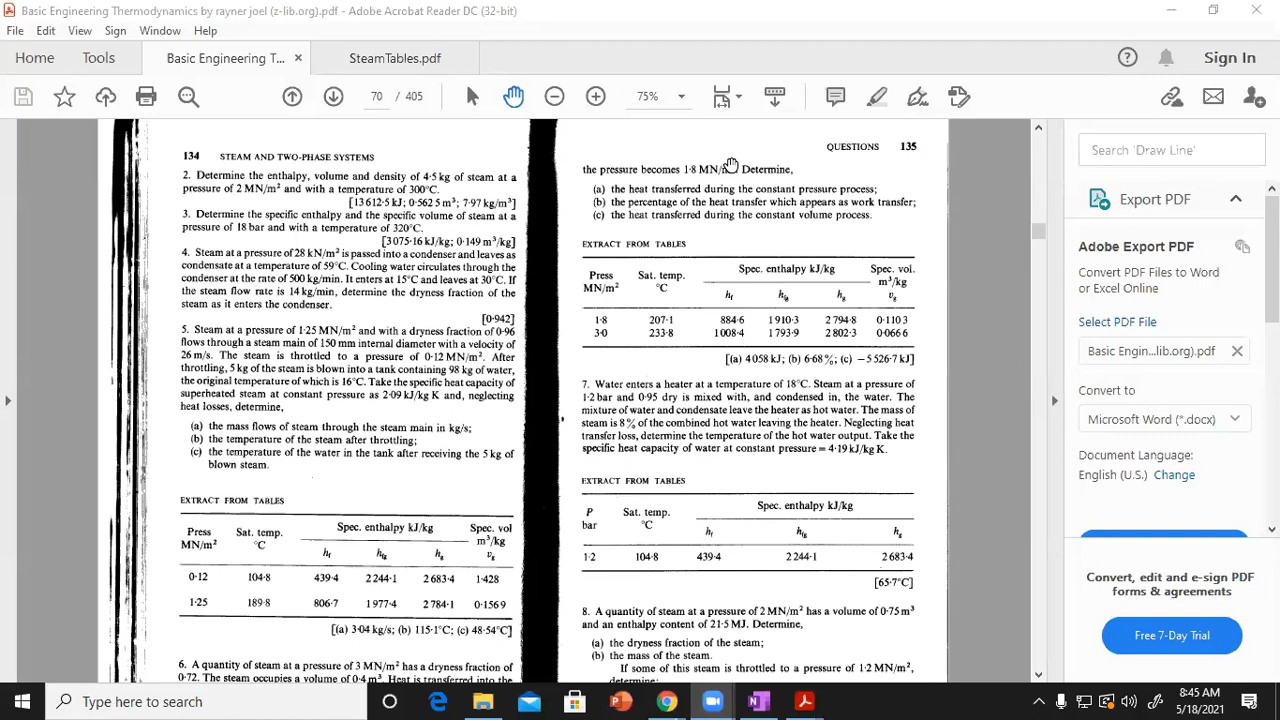 Basic Engineering Thermodynamics by rayner joel (z-lib.org).pdf - Adobe Acrobat Reader DC (32-bit)
File Edit View Sign Window Help
Home Tools Basic Engineering T... × SteamTables.pdf Sign In
70 / 405 75%
134 STEAM AND TWO-PHASE SYSTEMS
2. Determine the enthalpy, volume and density of 4·5 kg of steam at a
pressure of 2 MN/m² and with a temperature of 300°C.
[13 612·5 kJ; 0·562 5 m³; 7·97 kg/m³]
3. Determine the specific enthalpy and the specific volume of steam at a
pressure of 18 bar and with a temperature of 320°C.
[3 075·16 kJ/kg; 0·149 m³/kg]
4. Steam at a pressure of 28 kN/m² is passed into a condenser and leaves as
condensate at a temperature of 59°C. Cooling water circulates through the
condenser at the rate of 500 kg/min. It enters at 15°C and leaves at 30°C. If
the steam flow rate is 14 kg/min, determine the dryness fraction of the
steam as it enters the condenser.
[0·942]
5. Steam at a pressure of 1·25 MN/m² and with a dryness fraction of 0·96
flows through a steam main of 150 mm internal diameter with a velocity of
26 m/s. The steam is throttled to a pressure of 0·12 MN/m². After
throttling, 5 kg of the steam is blown into a tank containing 98 kg of water,
the original temperature of which is 16°C. Take the specific heat capacity of
superheated steam at constant pressure as 2·09 kJ/kg K and, neglecting
heat losses, determine,
(a) the mass flows of steam through the steam main in kg/s;
(b) the temperature of the steam after throttling;
(c) the temperature of the water in the tank after receiving the 5 kg of
blown steam.
EXTRACT FROM TABLES
Press MN/m² Sat. temp. °C Spec. enthalpy kJ/kg Spec. vol m³/kg
hf hfg hg vg
0·12 104·8 439·4 2 244·1 2 683·4 1·428
1·25 189·8 806·7 1 977·4 2 784·1 0·156 9
[(a) 3·04 kg/s; (b) 115·1°C; (c) 48·54°C]
6. A quantity of steam at a pressure of 3 MN/m² has a dryness fraction of
0·72. The steam occupies a volume of 0·4 m³. Heat is transferred into the
QUESTIONS 135
the pressure becomes 1·8 MN/m Determine,
(a) the heat transferred during the constant pressure process;
(b) the percentage of the heat transfer which appears as work transfer;
(c) the heat transferred during the constant volume process.
EXTRACT FROM TABLES
Press MN/m² Sat. temp. °C Spec. enthalpy kJ/kg Spec. vol. m³/kg
hf hfg hg vg
1·8 207·1 884·6 1 910·3 2 794·8 0·110 3
3·0 233·8 1 008·4 1 793·9 2 802·3 0·066 6
[(a) 4 058 kJ; (b) 6·68%; (c) − 5 526·7 kJ]
7. Water enters a heater at a temperature of 18°C. Steam at a pressure of
1·2 bar and 0·95 dry is mixed with, and condensed in, the water. The
mixture of water and condensate leave the heater as hot water. The mass of
steam is 8% of the combined hot water leaving the heater. Neglecting heat
transfer loss, determine the temperature of the hot water output. Take the
specific heat capacity of water at constant pressure = 4·19 kJ/kg K.
EXTRACT FROM TABLES
P bar Sat. temp. °C Spec. enthalpy kJ/kg
hf hfg hg
1·2 104·8 439·4 2 244·1 2 683·4
[65·7°C]
8. A quantity of steam at a pressure of 2 MN/m² has a volume of 0·75 m³
and an enthalpy content of 21·5 MJ. Determine,
(a) the dryness fraction of the steam;
(b) the mass of the steam.
If some of this steam is throttled to a pressure of 1·2 MN/m²,
determine:
Search 'Draw Line'
Export PDF
Adobe Export PDF
Convert PDF Files to Word
or Excel Online
Select PDF File
Basic Engin...lib.org).pdf ×
Convert to
Microsoft Word (*.docx)
Document Language:
English (U.S.) Change
Convert, edit and e-sign PDF
forms & agreements
Free 7-Day Trial
Type here to search
8:45 AM
5/18/2021